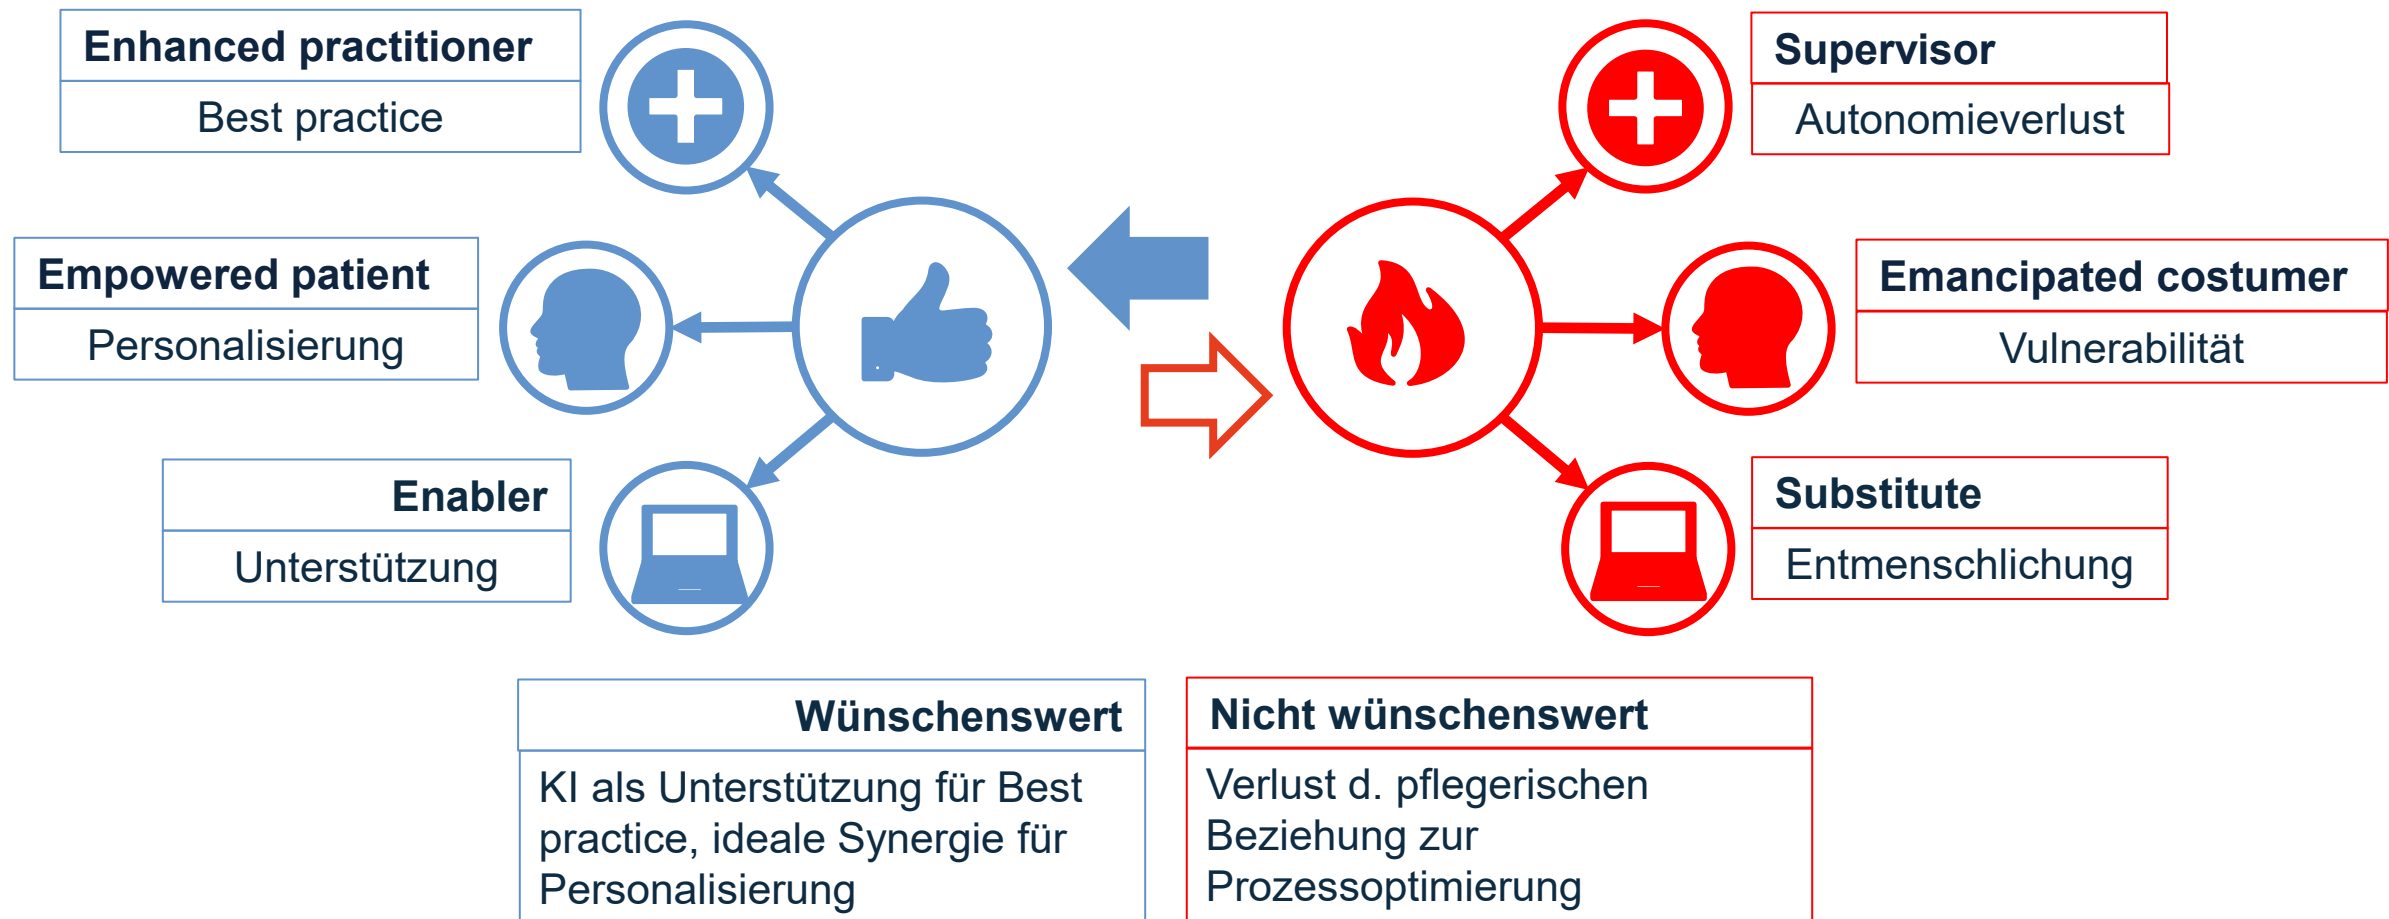 Enhanced practitioner
Best practice
Empowered patient
Personalisierung
Enabler
Unterstützung
Supervisor
Autonomieverlust
Emancipated costumer
Vulnerabilität
Substitute
Entmenschlichung
Wünschenswert
KI als Unterstützung für Best
practice, ideale Synergie für
Personalisierung
Nicht wünschenswert
Verlust d. pflegerischen
Beziehung zur
Prozessoptimierung